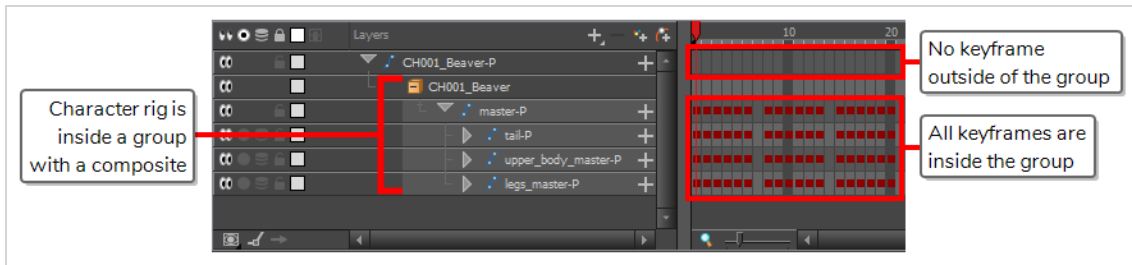 Layers
10
20
CH001_Beaver-P
CH001_Beaver
master-P
tail-P
upper_body_master-P
legs_master-P
Character rig is
inside a group
with a composite
No keyframe
outside of the group
All keyframes are
inside the group